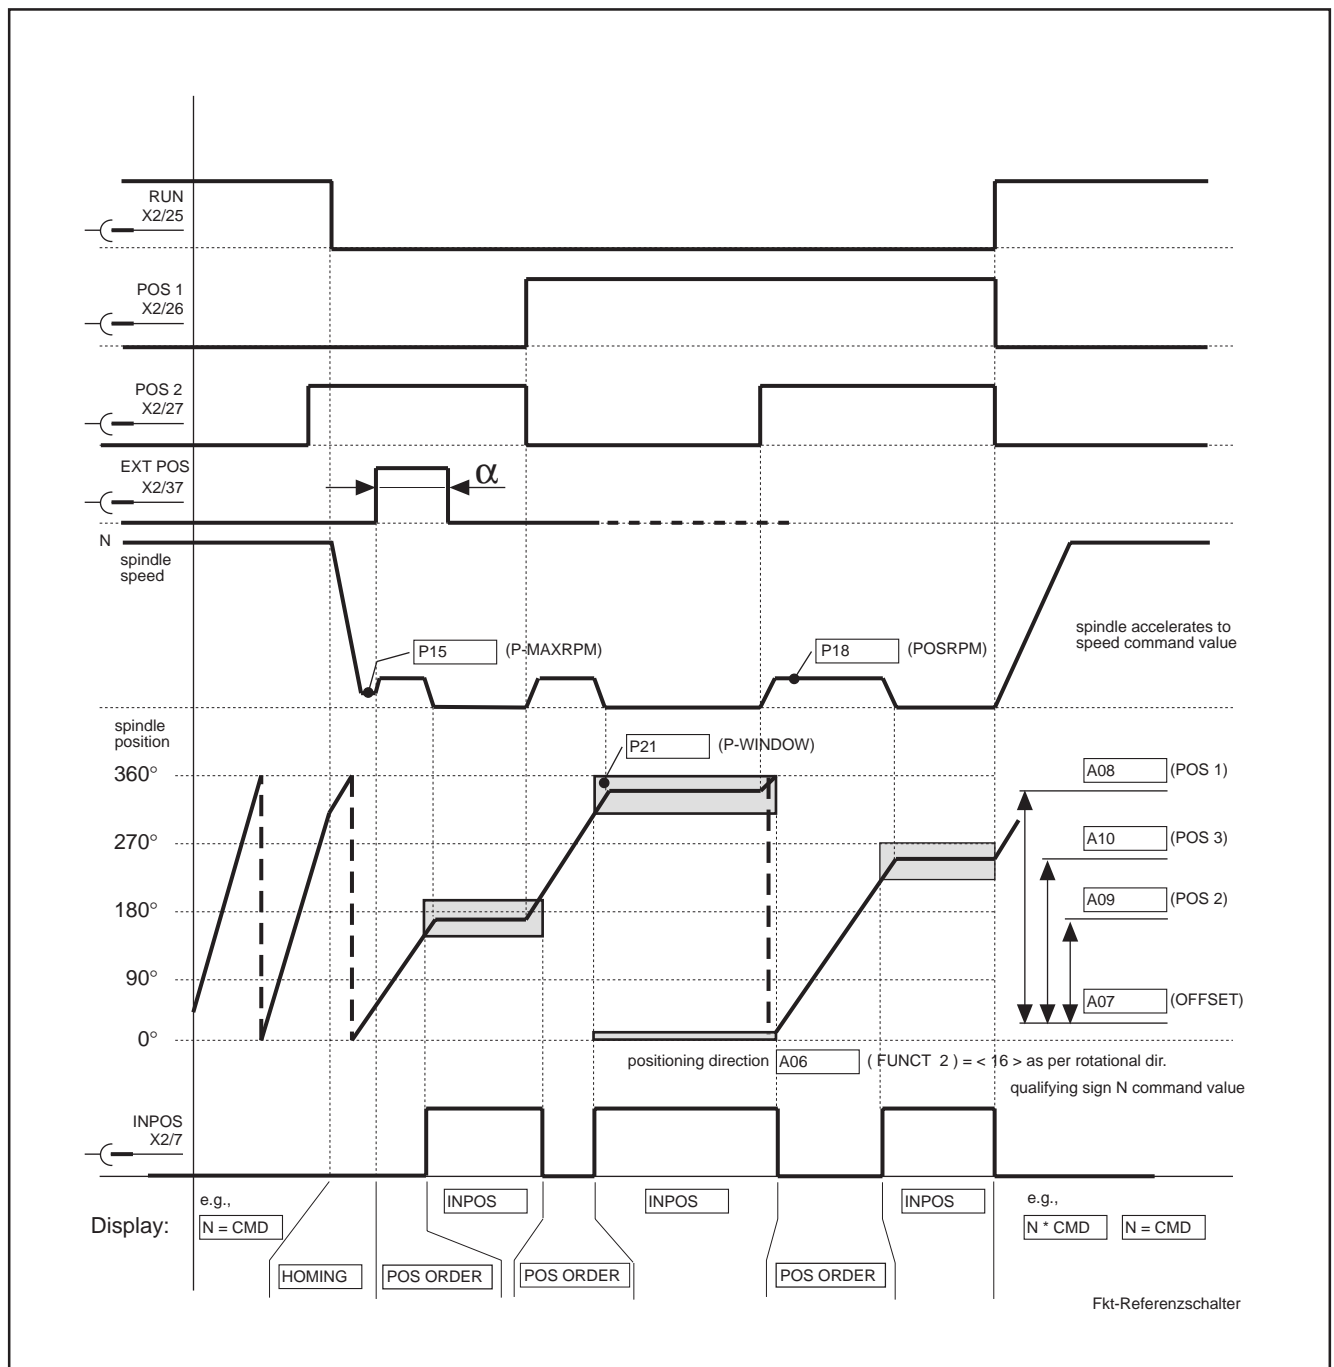 RUN
X2/25
POS 1
X2/26
POS 2
X2/27
EXT POS
X2/37
α
N
spindle
speed
P15 (P-MAXRPM)
P18 (POSRPM)
spindle accelerates to
speed command value
spindle
position
P21 (P-WINDOW)
360°
270°
180°
90°
0°
A08 (POS 1)
A10 (POS 3)
A09 (POS 2)
A07 (OFFSET)
positioning direction A06 ( FUNCT 2 ) = < 16 > as per rotational dir.
qualifying sign N command value
INPOS
X2/7
Display:
e.g.,
N = CMD
INPOS
INPOS
INPOS
e.g.,
N * CMD N = CMD
HOMING
POS ORDER
POS ORDER
POS ORDER
Fkt-Referenzschalter